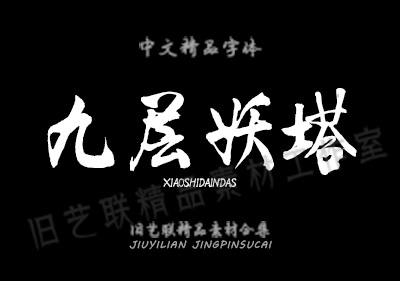 中文精品字体
九层妖塔
XIAOSHIDAINDAS
旧艺联精品素材工作室
旧艺联精品素材合集
JIUYILIAN JINGPINSUCAI